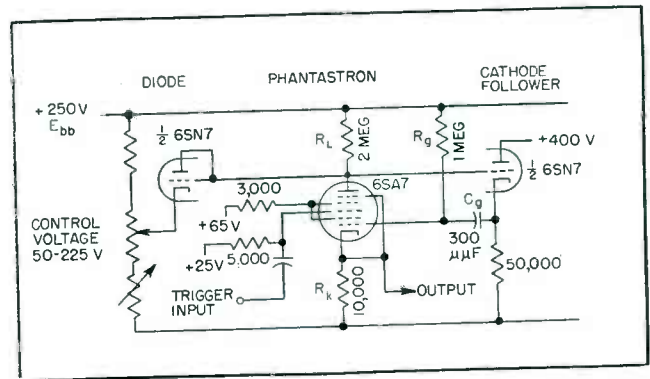 DIODE
PHANTASTRON
CATHODE
FOLLOWER
+250V
Ebb
½ 6SN7
RL
2 MEG
Rg
1 MEG
+400 V
½ 6SN7
6SA7
3,000
+65V
+25V
5,000
Cg
300
µµF
50,000
CONTROL
VOLTAGE
50-225 V
TRIGGER
INPUT
Rk
10,000
OUTPUT